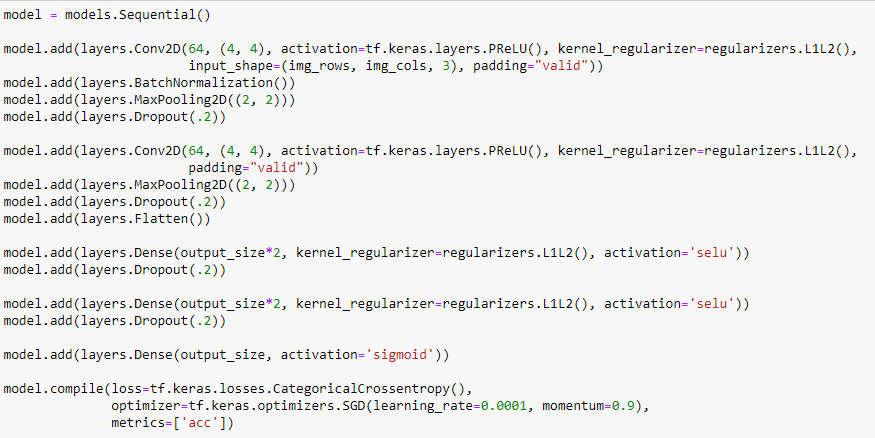 model = models.Sequential()
model.add(layers.Conv2D(64, (4, 4), activation=tf.keras.layers.PReLU(), kernel_regularizer=regularizers.L1L2(),
input_shape=(img_rows, img_cols, 3), padding="valid"))
model.add(layers.BatchNormalization())
model.add(layers.MaxPooling2D((2, 2)))
model.add(layers.Dropout(.2))
model.add(layers.Conv2D(64, (4, 4), activation=tf.keras.layers.PReLU(), kernel_regularizer=regularizers.L1L2(),
padding="valid"))
model.add(layers.MaxPooling2D((2, 2)))
model.add(layers.Dropout(.2))
model.add(layers.Flatten())
model.add(layers.Dense(output_size*2, kernel_regularizer=regularizers.L1L2(), activation='selu'))
model.add(layers.Dropout(.2))
model.add(layers.Dense(output_size*2, kernel_regularizer=regularizers.L1L2(), activation='selu'))
model.add(layers.Dropout(.2))
model.add(layers.Dense(output_size, activation='sigmoid'))
model.compile(loss=tf.keras.losses.CategoricalCrossentropy(),
optimizer=tf.keras.optimizers.SGD(learning_rate=0.0001, momentum=0.9),
metrics=['acc'])